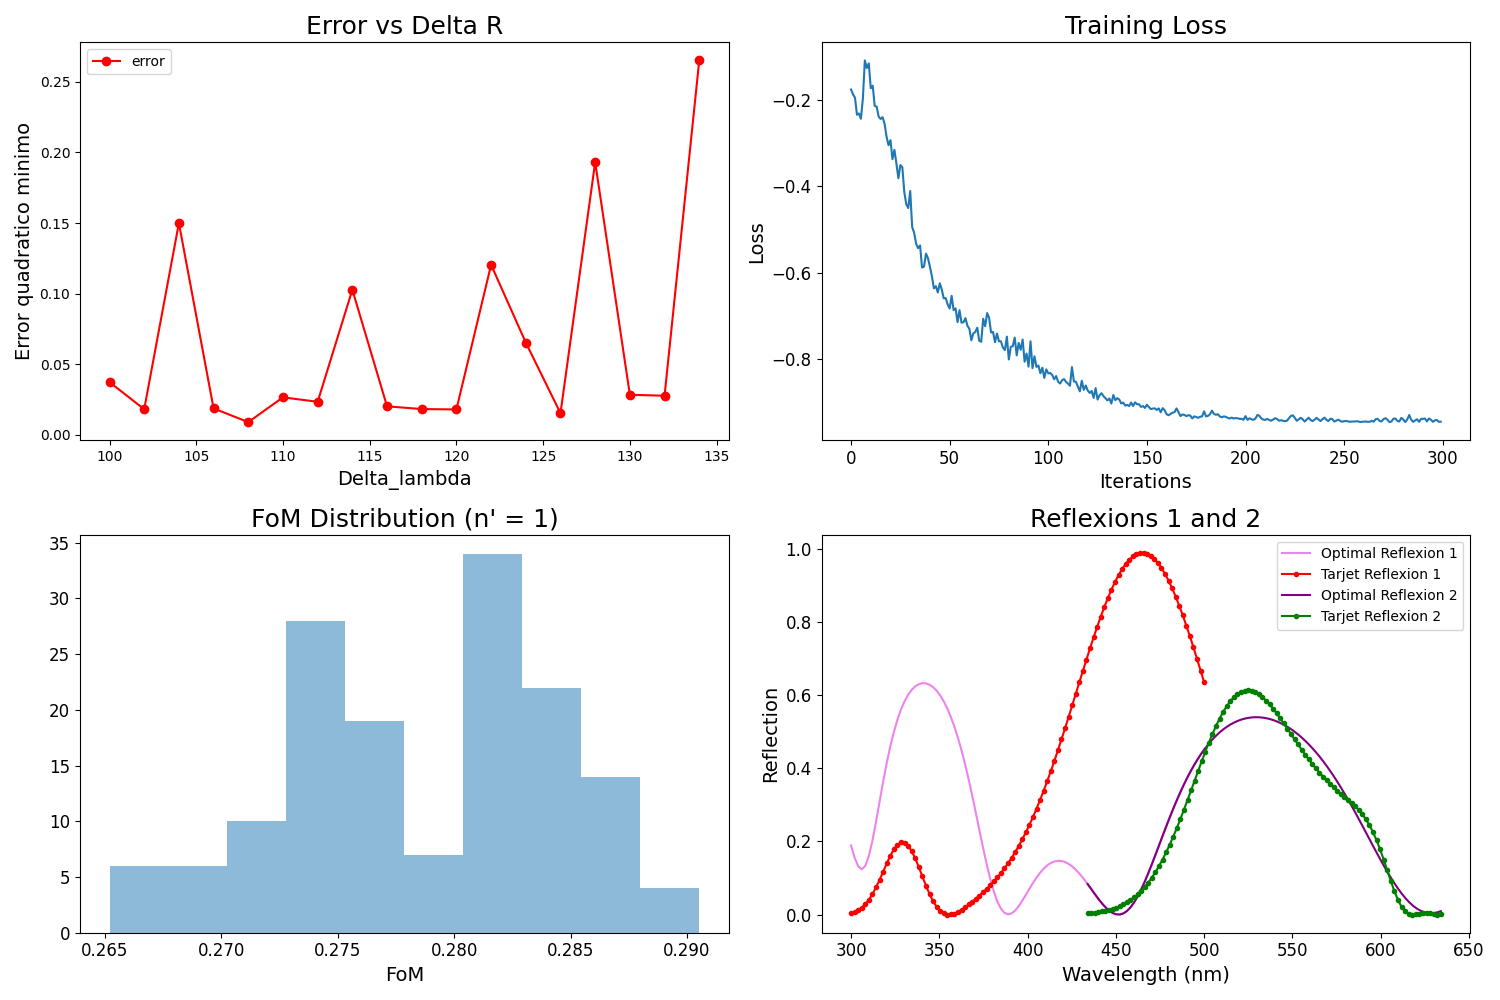 Error vs Delta R
error
Error quadratico minimo
0.25
0.20
0.15
0.10
0.05
0.00
100 105 110 115 120 125 130 135
Delta_lambda
Training Loss
Loss
−0.2
−0.4
−0.6
−0.8
0 50 100 150 200 250 300
Iterations
FoM Distribution (n' = 1)
35
30
25
20
15
10
5
0
0.265 0.270 0.275 0.280 0.285 0.290
FoM
Reflexions 1 and 2
Optimal Reflexion 1
Tarjet Reflexion 1
Optimal Reflexion 2
Tarjet Reflexion 2
Reflection
1.0
0.8
0.6
0.4
0.2
0.0
300 350 400 450 500 550 600 650
Wavelength (nm)